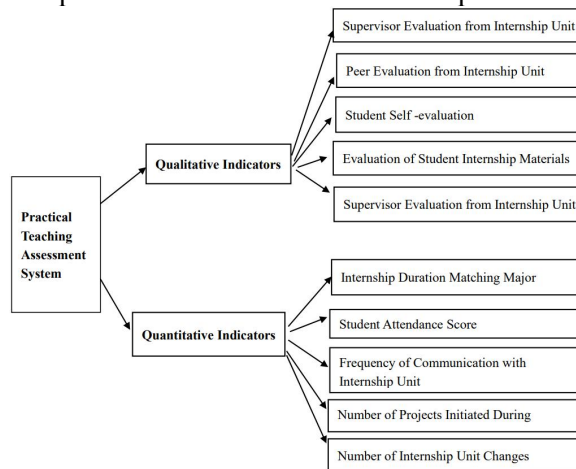 Supervisor Evaluation from Internship Unit
Peer Evaluation from Internship Unit
Student Self -evaluation
Qualitative Indicators
Evaluation of Student Internship Materials
Supervisor Evaluation from Internship Unit
Practical
Teaching
Assessment
System
Internship Duration Matching Major
Student Attendance Score
Quantitative Indicators
Frequency of Communication with
Internship Unit
Number of Projects Initiated During
Number of Internship Unit Changes